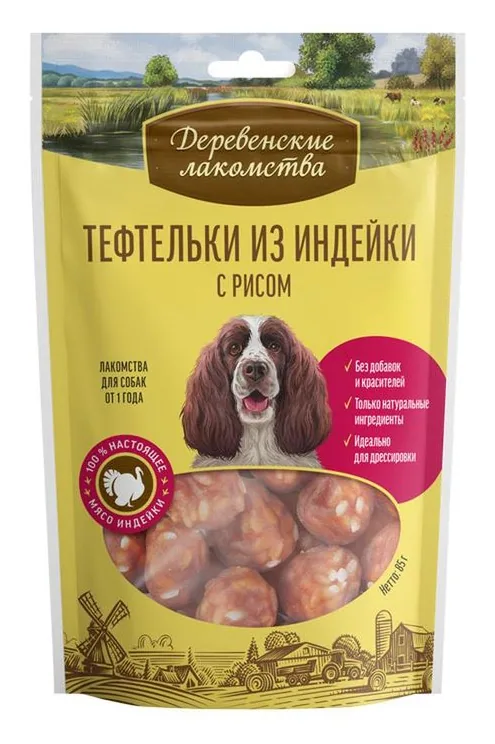 Деревенские
лакомства
ТЕФТЕЛЬКИ ИЗ ИНДЕЙКИ
С РИСОМ
ЛАКОМСТВА
ДЛЯ СОБАК
ОТ 1 ГОДА
✓ Без добавок
и красителей
✓ Только натуральные
ингредиенты
✓ Идеально
для дрессировки
100% НАСТОЯЩЕЕ
МЯСО ИНДЕЙКИ
Нетто: 85 г